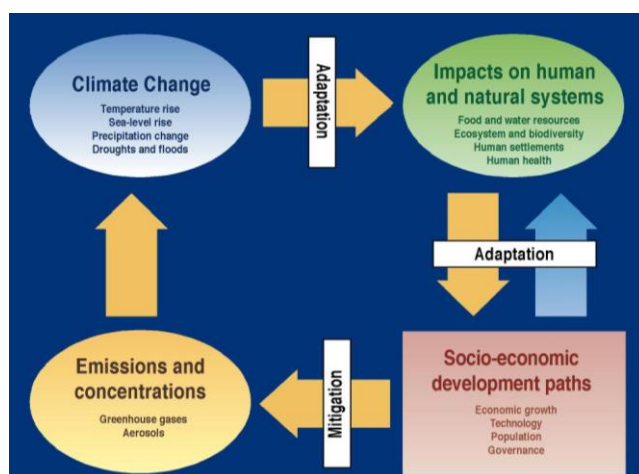 Climate Change
Temperature rise
Sea-level rise
Precipitation change
Droughts and floods
Adaptation
Impacts on human
and natural systems
Food and water resources
Ecosystem and biodiversity
Human settlements
Human health
Adaptation
Emissions and
concentrations
Greenhouse gases
Aerosols
Mitigation
Socio-economic
development paths
Economic growth
Technology
Population
Governance